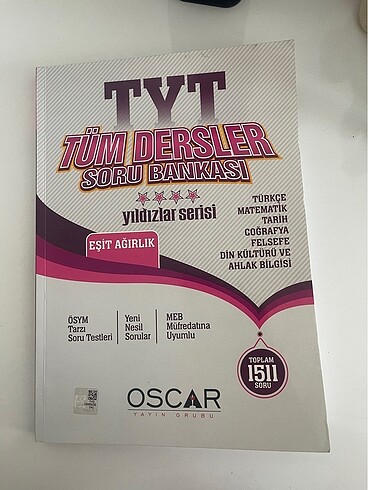 TYT
TÜM DERSLER
SORU BANKASI
yıldızlar serisi
EŞİT AĞIRLIK
TÜRKÇE
MATEMATİK
TARİH
COĞRAFYA
FELSEFE
DİN KÜLTÜRÜ VE
AHLAK BİLGİSİ
ÖSYM
Tarzı
Soru Testleri
Yeni
Nesil
Sorular
MEB
Müfredatına
Uyumlu
TOPLAM
1511
SORU
OSCAR
YAYIN GRUBU